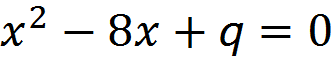 x² − 8x + q = 0